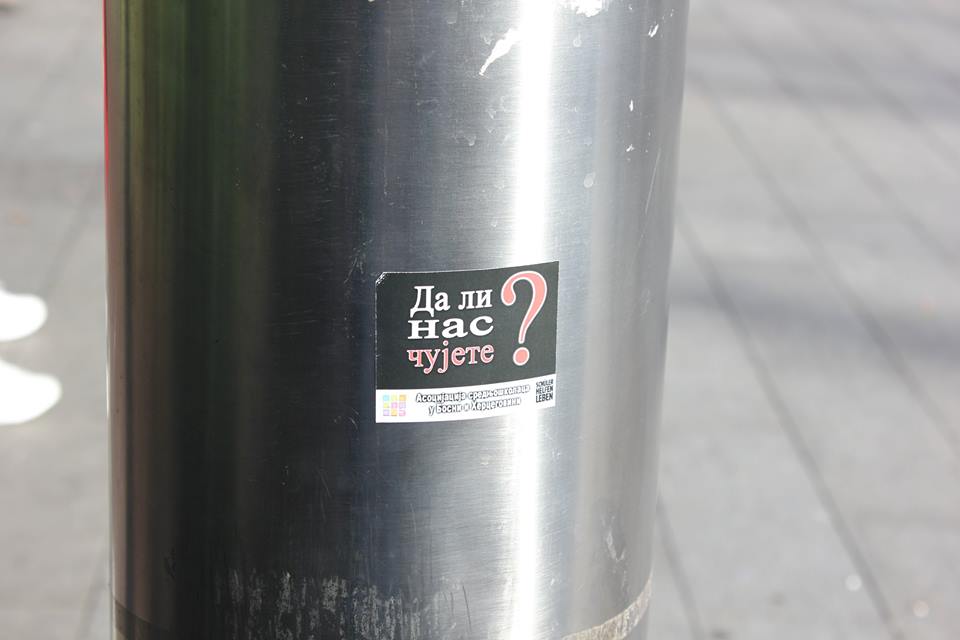 Да ли
нас
чујете
?
Асоцијација средњошколаца
у Босни и Херцеговини
SCHÜLER
HELFEN
LEBEN